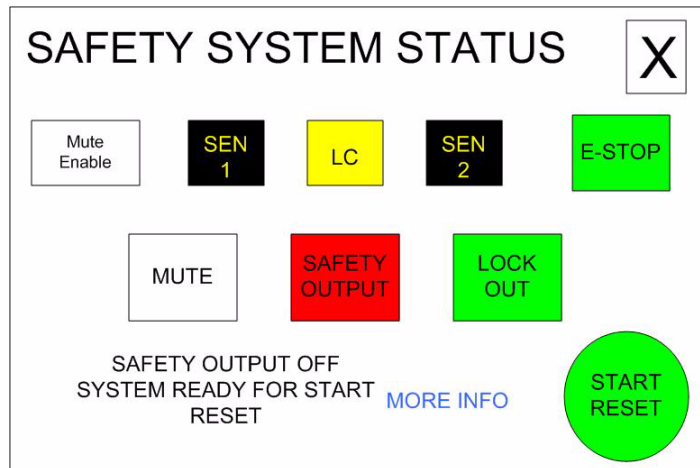 SAFETY SYSTEM STATUS
X
Mute
Enable
SEN
1
LC
SEN
2
E-STOP
MUTE
SAFETY
OUTPUT
LOCK
OUT
SAFETY OUTPUT OFF
SYSTEM READY FOR START
RESET
MORE INFO
START
RESET